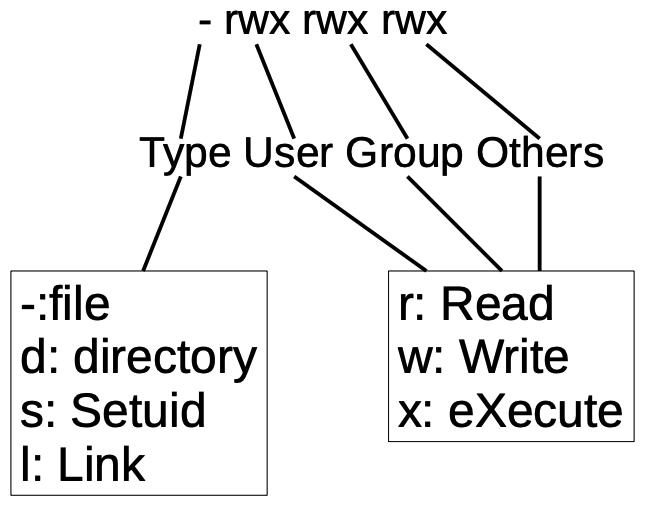 - rwx rwx rwx
Type User Group Others
-:file
d: directory
s: Setuid
l: Link
r: Read
w: Write
x: eXecute